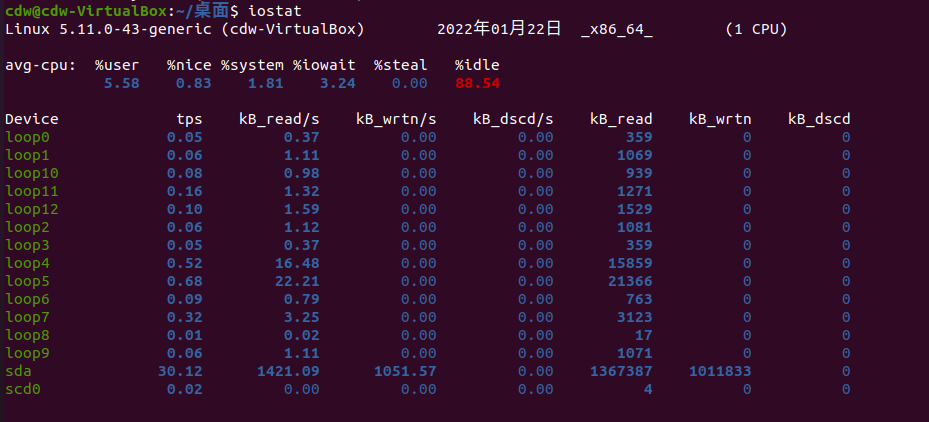 cdw@cdw-VirtualBox:~/桌面$ iostat
Linux 5.11.0-43-generic (cdw-VirtualBox) 2022年01月22日 _x86_64_ (1 CPU)
avg-cpu: %user %nice %system %iowait %steal %idle
5.58 0.83 1.81 3.24 0.00 88.54
Device tps kB_read/s kB_wrtn/s kB_dscd/s kB_read kB_wrtn kB_dscd
loop0 0.05 0.37 0.00 0.00 359 0 0
loop1 0.06 1.11 0.00 0.00 1069 0 0
loop10 0.08 0.98 0.00 0.00 939 0 0
loop11 0.16 1.32 0.00 0.00 1271 0 0
loop12 0.10 1.59 0.00 0.00 1529 0 0
loop2 0.06 1.12 0.00 0.00 1081 0 0
loop3 0.05 0.37 0.00 0.00 359 0 0
loop4 0.52 16.48 0.00 0.00 15859 0 0
loop5 0.68 22.21 0.00 0.00 21366 0 0
loop6 0.09 0.79 0.00 0.00 763 0 0
loop7 0.32 3.25 0.00 0.00 3123 0 0
loop8 0.01 0.02 0.00 0.00 17 0 0
loop9 0.06 1.11 0.00 0.00 1071 0 0
sda 30.12 1421.09 1051.57 0.00 1367387 1011833 0
scd0 0.02 0.00 0.00 0.00 4 0 0